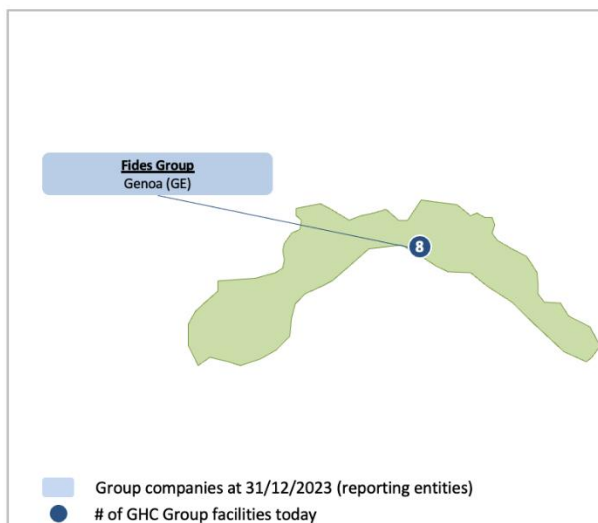 Fides Group
Genoa (GE)
8
Group companies at 31/12/2023 (reporting entities)
# of GHC Group facilities today